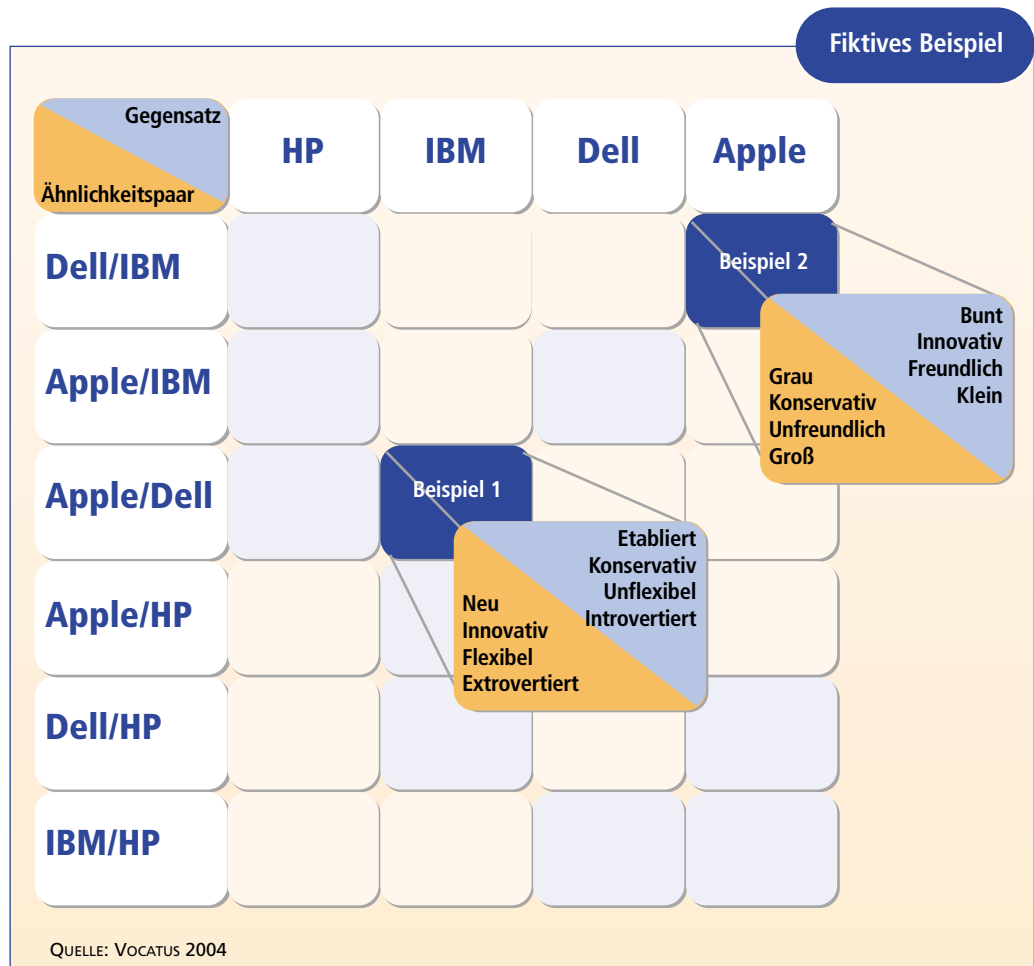 Fiktives Beispiel
Gegensatz
Ähnlichkeitspaar
HP
IBM
Dell
Apple
Dell/IBM
Beispiel 2
Bunt
Innovativ
Freundlich
Klein
Grau
Konservativ
Unfreundlich
Groß
Apple/IBM
Apple/Dell
Beispiel 1
Etabliert
Konservativ
Unflexibel
Introvertiert
Neu
Innovativ
Flexibel
Extrovertiert
Apple/HP
Dell/HP
IBM/HP
QUELLE: VOCATUS 2004